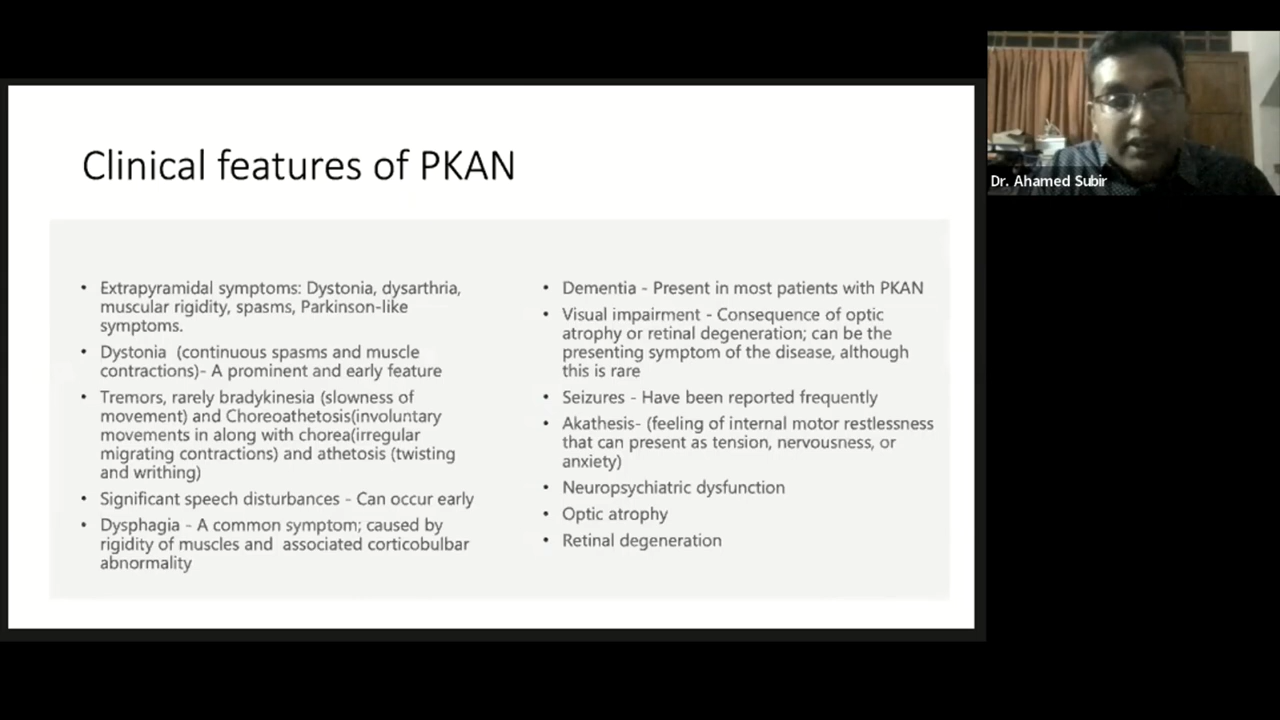 Clinical features of PKAN
• Extrapyramidal symptoms: Dystonia, dysarthria,
muscular rigidity, spasms, Parkinson-like
symptoms.
• Dystonia (continuous spasms and muscle
contractions)- A prominent and early feature
• Tremors, rarely bradykinesia (slowness of
movement) and Choreoathetosis(involuntary
movements in along with chorea(irregular
migrating contractions) and athetosis (twisting
and writhing)
• Significant speech disturbances - Can occur early
• Dysphagia - A common symptom; caused by
rigidity of muscles and associated corticobulbar
abnormality
• Dementia - Present in most patients with PKAN
• Visual impairment - Consequence of optic
atrophy or retinal degeneration; can be the
presenting symptom of the disease, although
this is rare
• Seizures - Have been reported frequently
• Akathesis- (feeling of internal motor restlessness
that can present as tension, nervousness, or
anxiety)
• Neuropsychiatric dysfunction
• Optic atrophy
• Retinal degeneration
Dr. Ahamed Subir